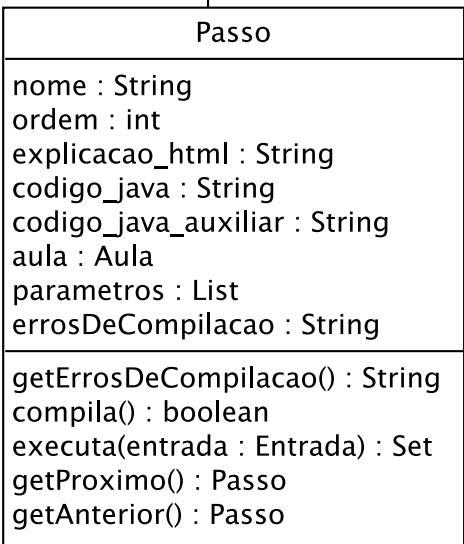 Passo
nome : String
ordem : int
explicacao_html : String
codigo_java : String
codigo_java_auxiliar : String
aula : Aula
parametros : List
errosDeCompilacao : String
getErrosDeCompilacao() : String
compila() : boolean
executa(entrada : Entrada) : Set
getProximo() : Passo
getAnterior() : Passo